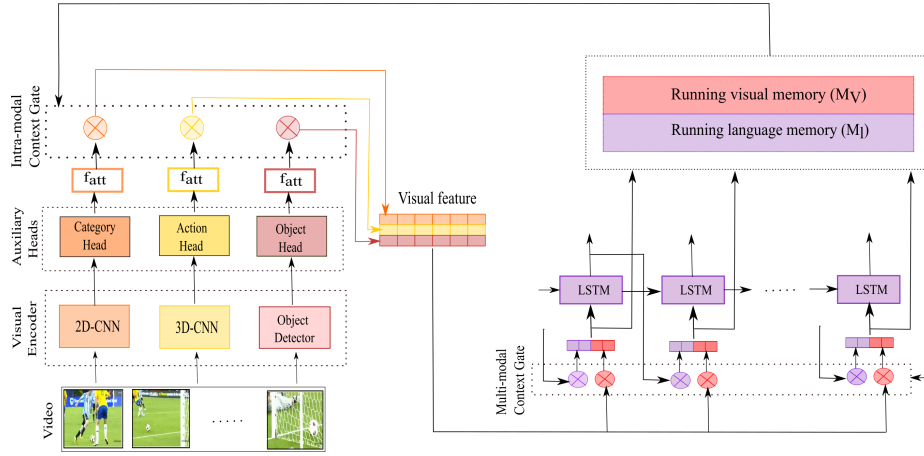 Intra-modal
Context Gate
f_att
f_att
f_att
Auxiliary
Heads
Category
Head
Action
Head
Object
Head
Visual
Encoder
2D-CNN
3D-CNN
Object
Detector
Video
.....
Visual feature
Running visual memory (M_V)
Running language memory (M_l)
LSTM
LSTM
.....
LSTM
Multi-modal
Context Gate